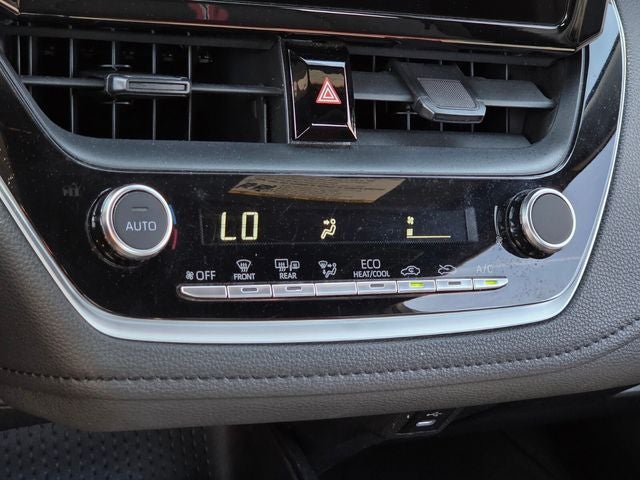 AUTO
LO
OFF
FRONT
REAR
ECO
HEAT/COOL
A/C